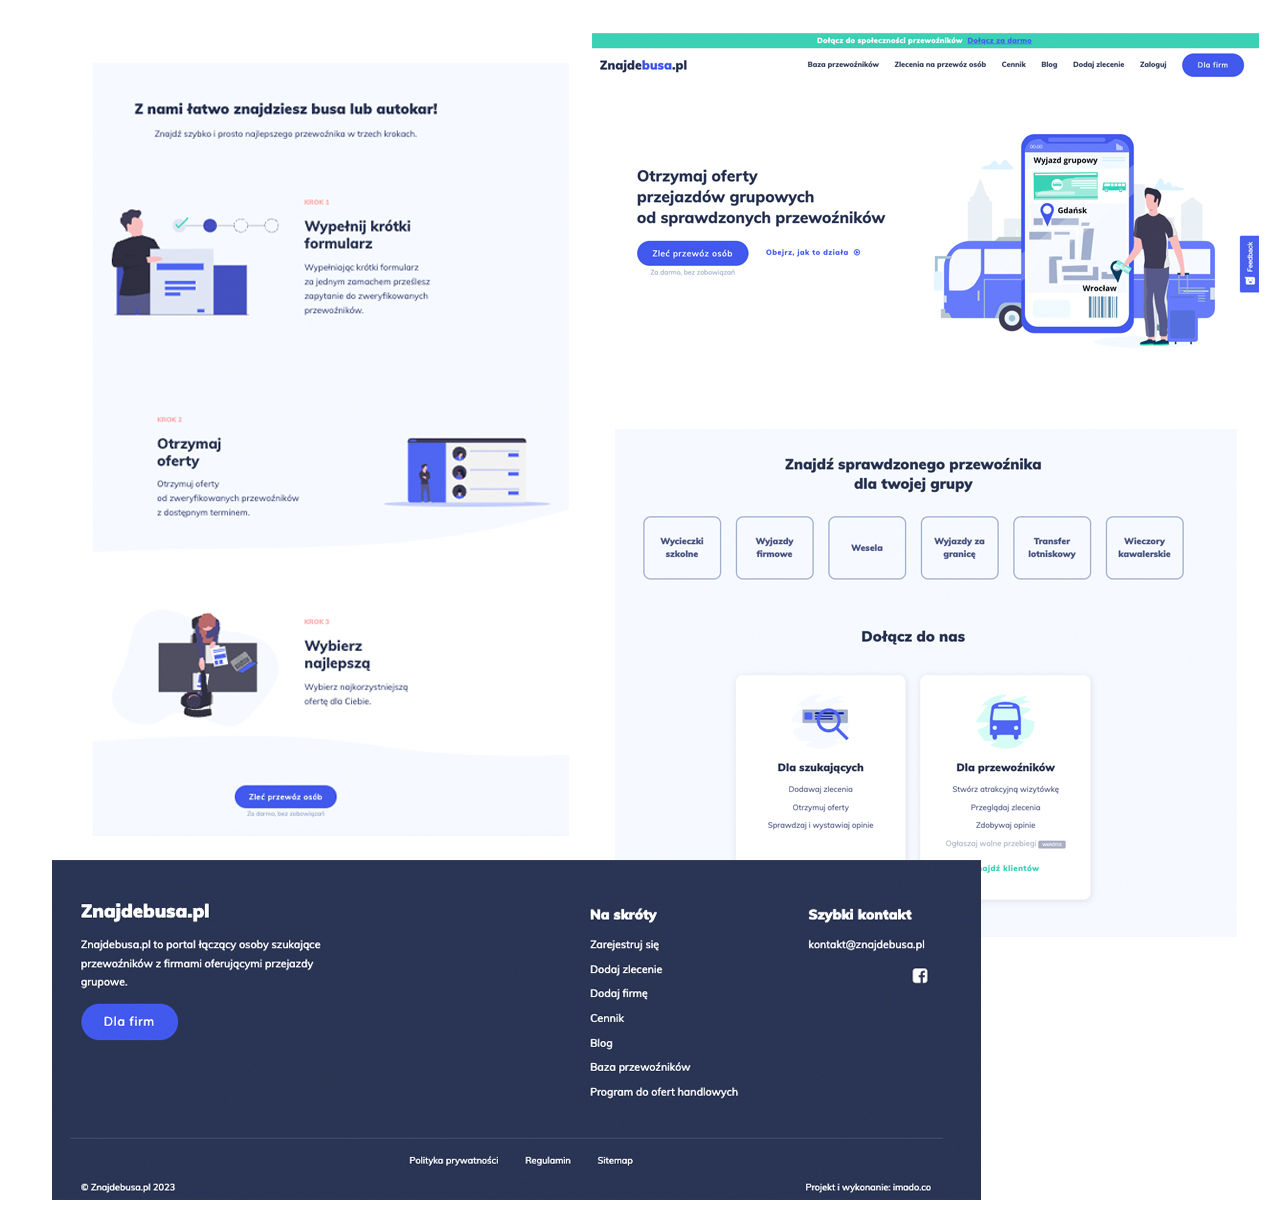 Dołącz do społeczności przewoźników Dołącz za darmo
Znajdebusa.pl
Baza przewoźników
Zlecenia na przewóz osób
Cennik
Blog
Dodaj zlecenie
Zaloguj
Dla firm
Otrzymaj oferty
przejazdów grupowych
od sprawdzonych przewoźników
Zleć przewóz osób
Obejrz, jak to działa
Za darmo, bez zobowiązań
00:00
Wyjazd grupowy
Gdańsk
Wrocław
Feedback
Z nami łatwo znajdziesz busa lub autokar!
Znajdź szybko i prosto najlepszego przewoźnika w trzech krokach.
KROK 1
Wypełnij krótki
formularz
Wypełniając krótki formularz
za jednym zamachem prześlesz
zapytanie do zweryfikowanych
przewoźników.
KROK 2
Otrzymaj
oferty
Otrzymuj oferty
od zweryfikowanych przewoźników
z dostępnym terminem.
KROK 3
Wybierz
najlepszą
Wybierz najkorzystniejszą
ofertę dla Ciebie.
Zleć przewóz osób
Za darmo, bez zobowiązań
Znajdź sprawdzonego przewoźnika
dla twojej grupy
Wycieczki
szkolne
Wyjazdy
firmowe
Wesela
Wyjazdy za
granicę
Transfer
lotniskowy
Wieczory
kawalerskie
Dołącz do nas
Dla szukających
Dodawaj zlecenia
Otrzymuj oferty
Sprawdzaj i wystawiaj opinie
Dla przewoźników
Stwórz atrakcyjną wizytówkę
Przeglądaj zlecenia
Zdobywaj opinie
Ogłaszaj wolne przebiegi
ajdź klientów
Znajdebusa.pl
Znajdebusa.pl to portal łączący osoby szukające
przewoźników z firmami oferującymi przejazdy
grupowe.
Dla firm
Na skróty
Zarejestruj się
Dodaj zlecenie
Dodaj firmę
Cennik
Blog
Baza przewoźników
Program do ofert handlowych
Szybki kontakt
kontakt@znajdebusa.pl
Polityka prywatności
Regulamin
Sitemap
© Znajdebusa.pl 2023
Projekt i wykonanie: imado.co